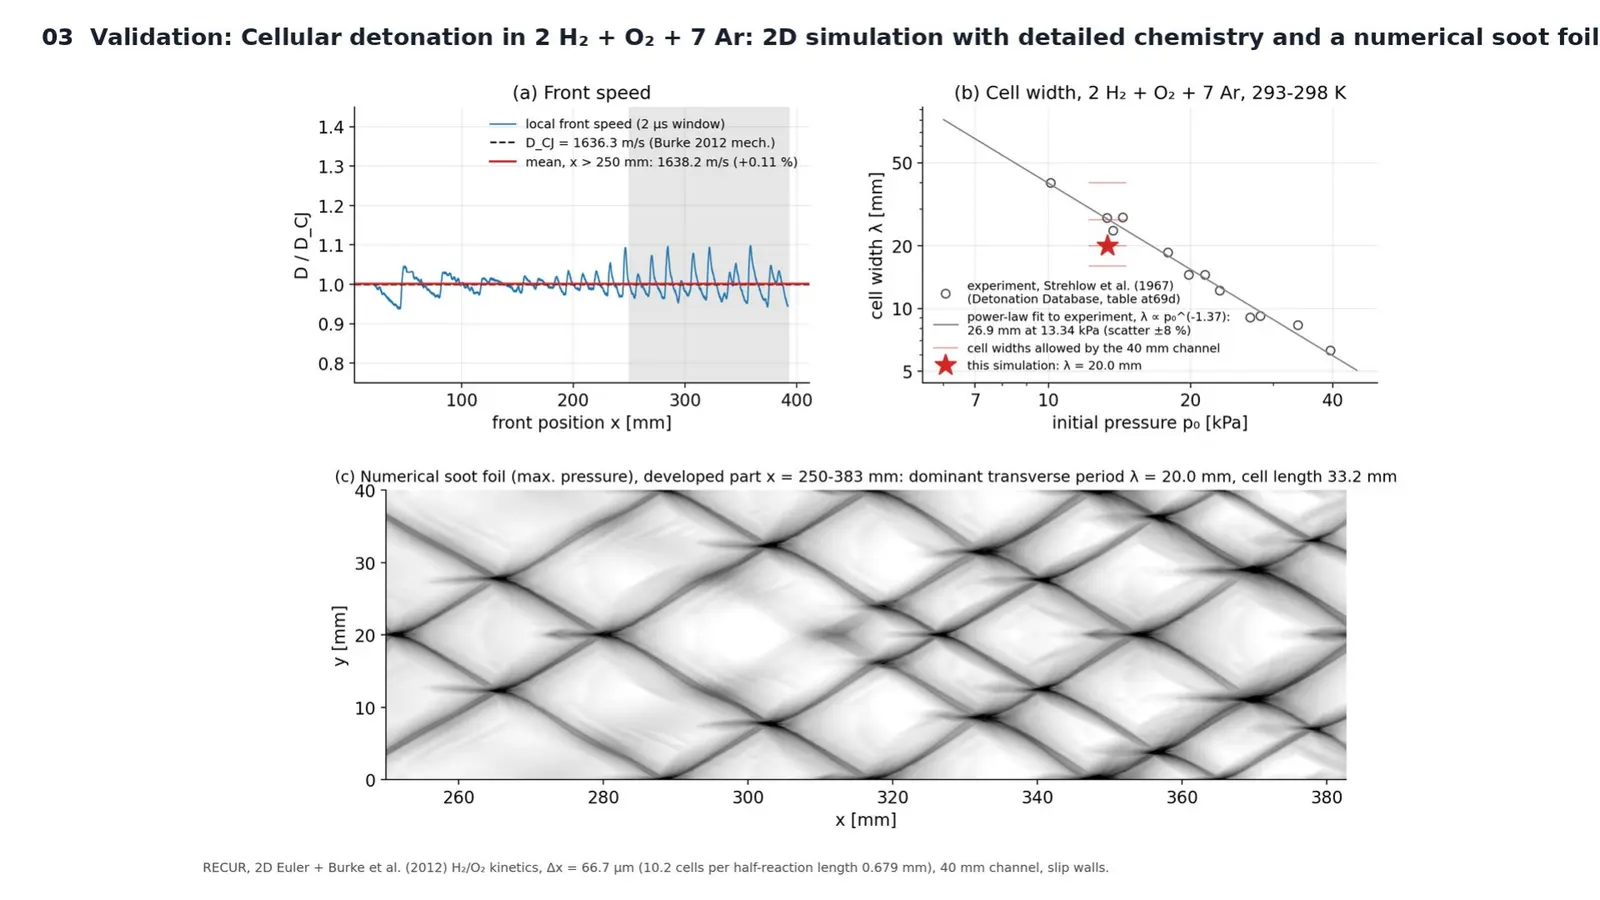 03 Validation: Cellular detonation in 2 H₂ + O₂ + 7 Ar: 2D simulation with detailed chemistry and a numerical soot foil
(a) Front speed
local front speed (2 μs window)
D_CJ = 1636.3 m/s (Burke 2012 mech.)
mean, x > 250 mm: 1638.2 m/s (+0.11 %)
D / D_CJ
1.4
1.3
1.2
1.1
1.0
0.9
0.8
100 200 300 400
front position x [mm]
(b) Cell width, 2 H₂ + O₂ + 7 Ar, 293-298 K
cell width λ [mm]
50
20
10
5
experiment, Strehlow et al. (1967)
(Detonation Database, table at69d)
power-law fit to experiment, λ ∝ p₀^(-1.37):
26.9 mm at 13.34 kPa (scatter ±8 %)
cell widths allowed by the 40 mm channel
this simulation: λ = 20.0 mm
7 10 20 40
initial pressure p₀ [kPa]
(c) Numerical soot foil (max. pressure), developed part x = 250-383 mm: dominant transverse period λ = 20.0 mm, cell length 33.2 mm
y [mm]
40
30
20
10
0
260 280 300 320 340 360 380
x [mm]
RECUR, 2D Euler + Burke et al. (2012) H₂/O₂ kinetics, Δx = 66.7 μm (10.2 cells per half-reaction length 0.679 mm), 40 mm channel, slip walls.